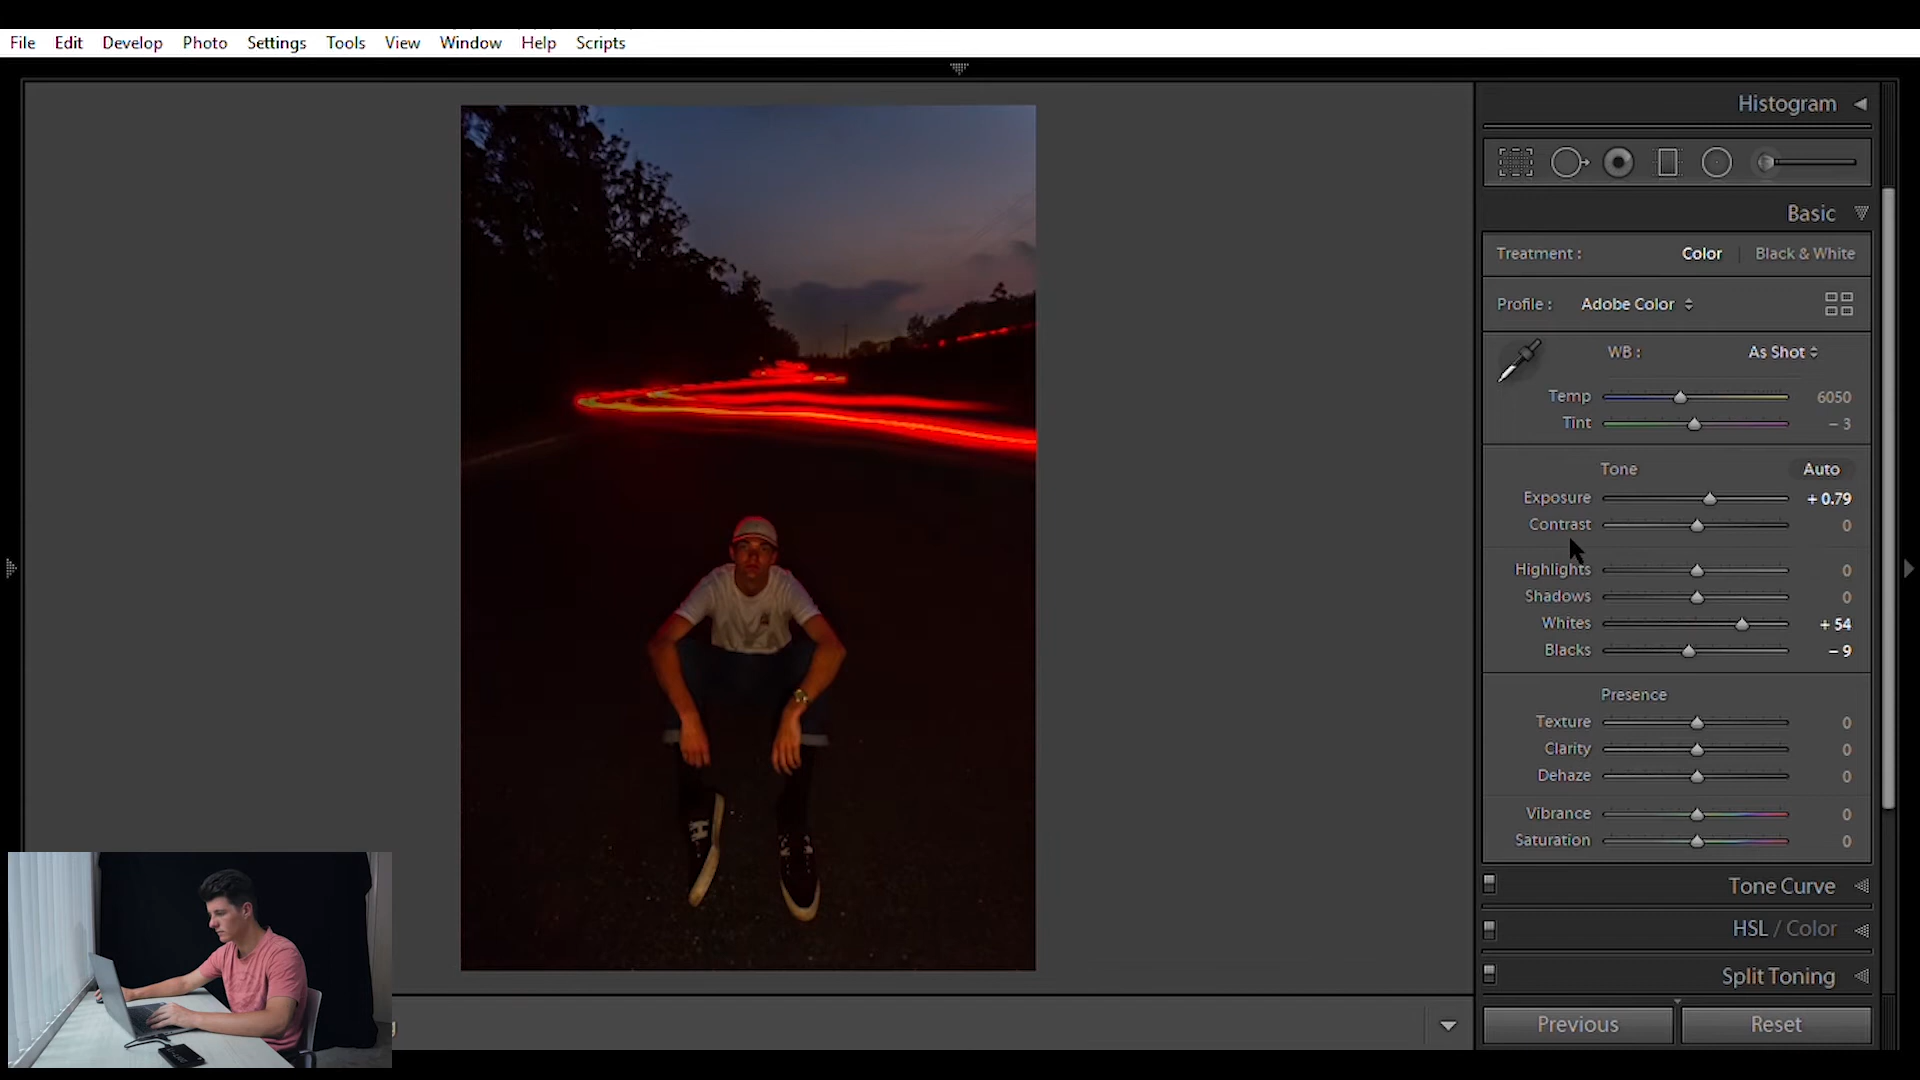 File Edit Develop Photo Settings Tools View Window Help Scripts
Histogram
Basic
Treatment : Color Black & White
Profile : Adobe Color
WB : As Shot
Temp 6050
Tint – 3
Tone Auto
Exposure + 0.79
Contrast 0
Highlights 0
Shadows 0
Whites + 54
Blacks – 9
Presence
Texture 0
Clarity 0
Dehaze 0
Vibrance 0
Saturation 0
Tone Curve
HSL / Color
Split Toning
Previous Reset